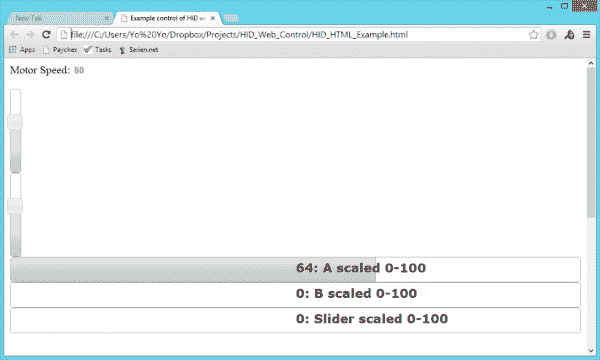 New Tab
Example control of HID w
file:///C:/Users/Yo%20Yo/Dropbox/Projects/HID_Web_Control/HID_HTML_Example.html
Apps Paychex Tasks Serien.net
Motor Speed: 60
64: A scaled 0-100
0: B scaled 0-100
0: Slider scaled 0-100